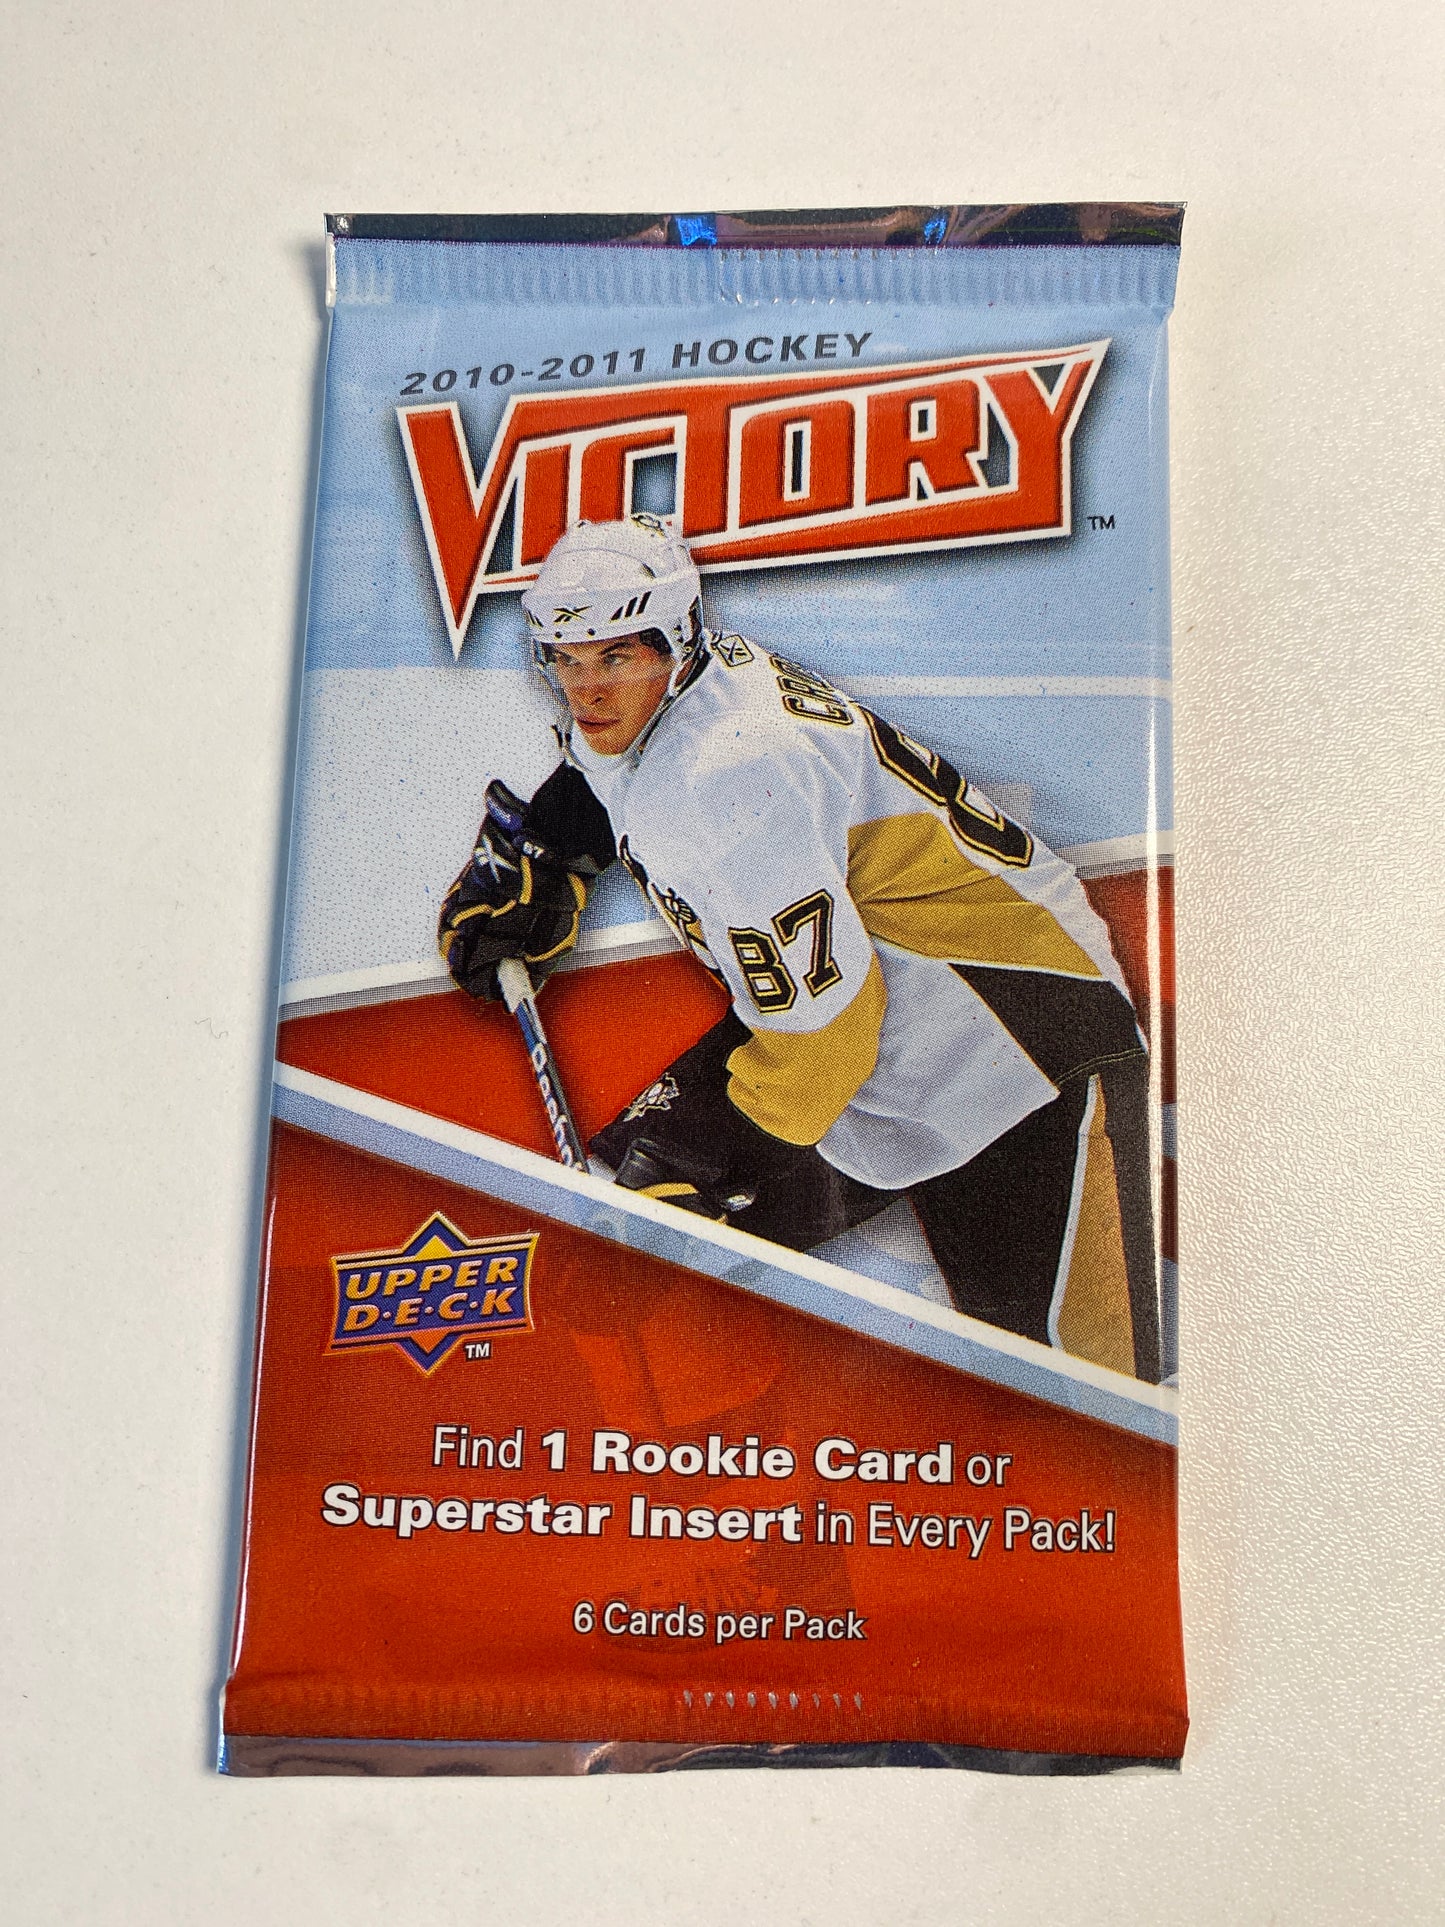 2010-2011 HOCKEY
VICTORY
TM
87
87
UPPER
D·E·C·K
TM
Find 1 Rookie Card or
Superstar Insert in Every Pack!
6 Cards per Pack